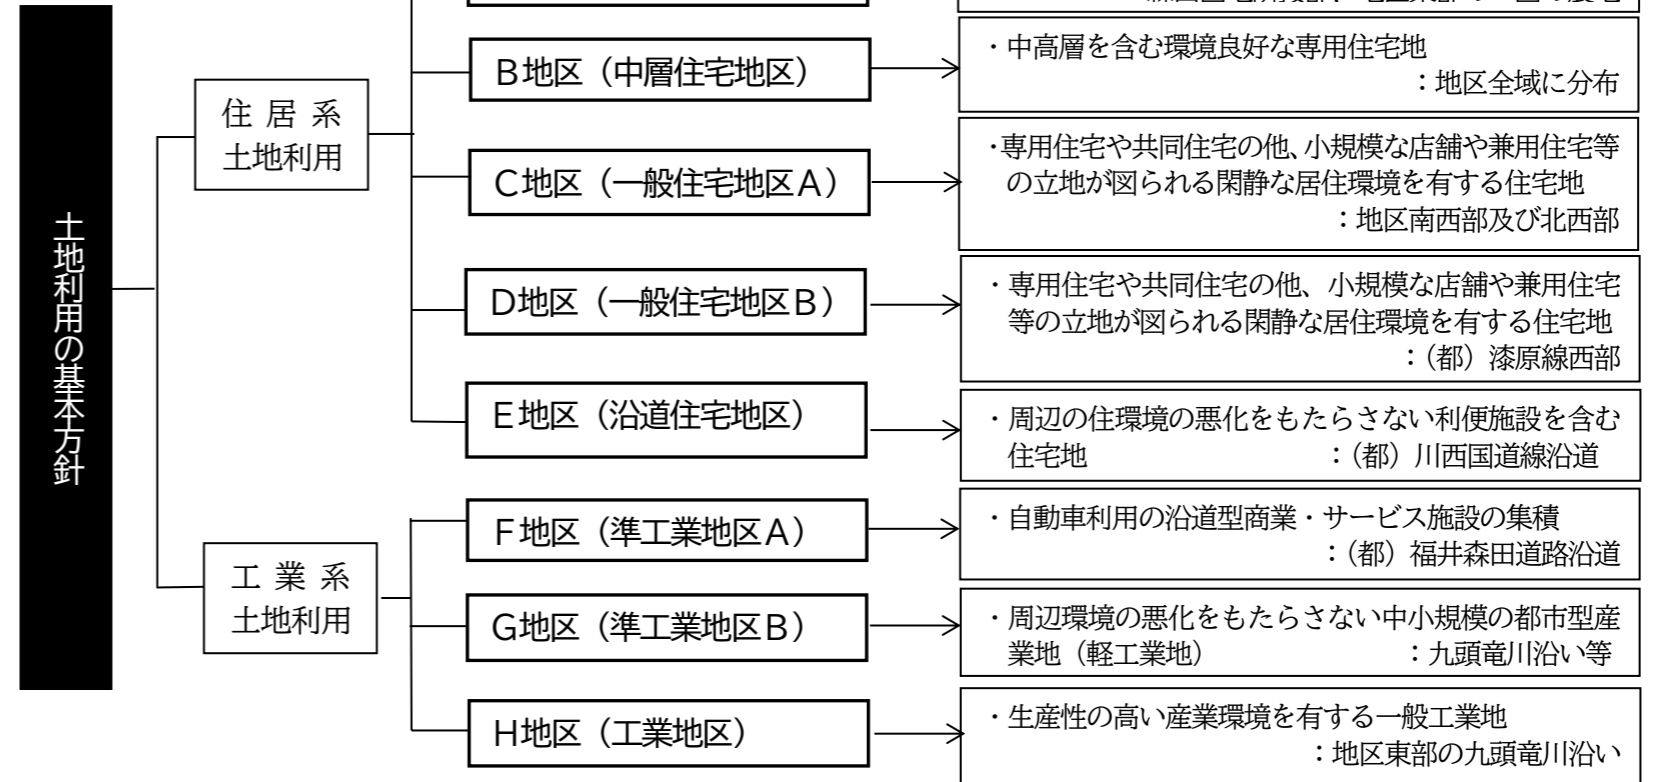 土地利用の基本方針
住居系
土地利用
Ｂ地区（中層住宅地区）
・中高層を含む環境良好な専用住宅地
：地区全域に分布
Ｃ地区（一般住宅地区Ａ）
・専用住宅や共同住宅の他、小規模な店舗や兼用住宅等
の立地が図られる閑静な居住環境を有する住宅地
：地区南西部及び北西部
Ｄ地区（一般住宅地区Ｂ）
・専用住宅や共同住宅の他、小規模な店舗や兼用住宅
等の立地が図られる閑静な居住環境を有する住宅地
：（都）漆原線西部
Ｅ地区（沿道住宅地区）
・周辺の住環境の悪化をもたらさない利便施設を含む
住宅地　：（都）川西国道線沿道
工業系
土地利用
Ｆ地区（準工業地区Ａ）
・自動車利用の沿道型商業・サービス施設の集積
：（都）福井森田道路沿道
Ｇ地区（準工業地区Ｂ）
・周辺環境の悪化をもたらさない中小規模の都市型産
業地（軽工業地）　：九頭竜川沿い等
Ｈ地区（工業地区）
・生産性の高い産業環境を有する一般工業地
：地区東部の九頭竜川沿い